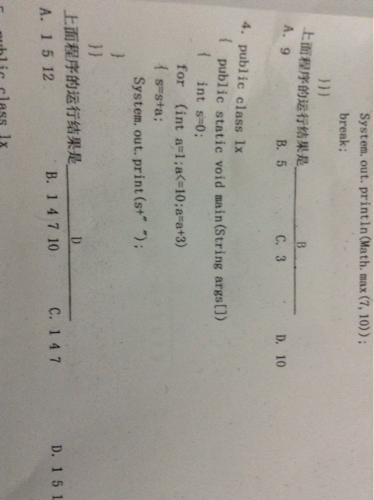 System.out.println(Math.max(7,10));
break;
}}}
上面程序的运行结果是 B
A. 9 B. 5 C. 3 D. 10
4. public class lx
{ public static void main(String args[])
{ int s=0;
for (int a=1;a<=10;a=a+3)
{ s=s+a;
System.out.print(s+" ");
}
}}
上面程序的运行结果是 D
A. 1 5 12 B. 1 4 7 10 C. 1 4 7 D. 1 5 1
public class lx